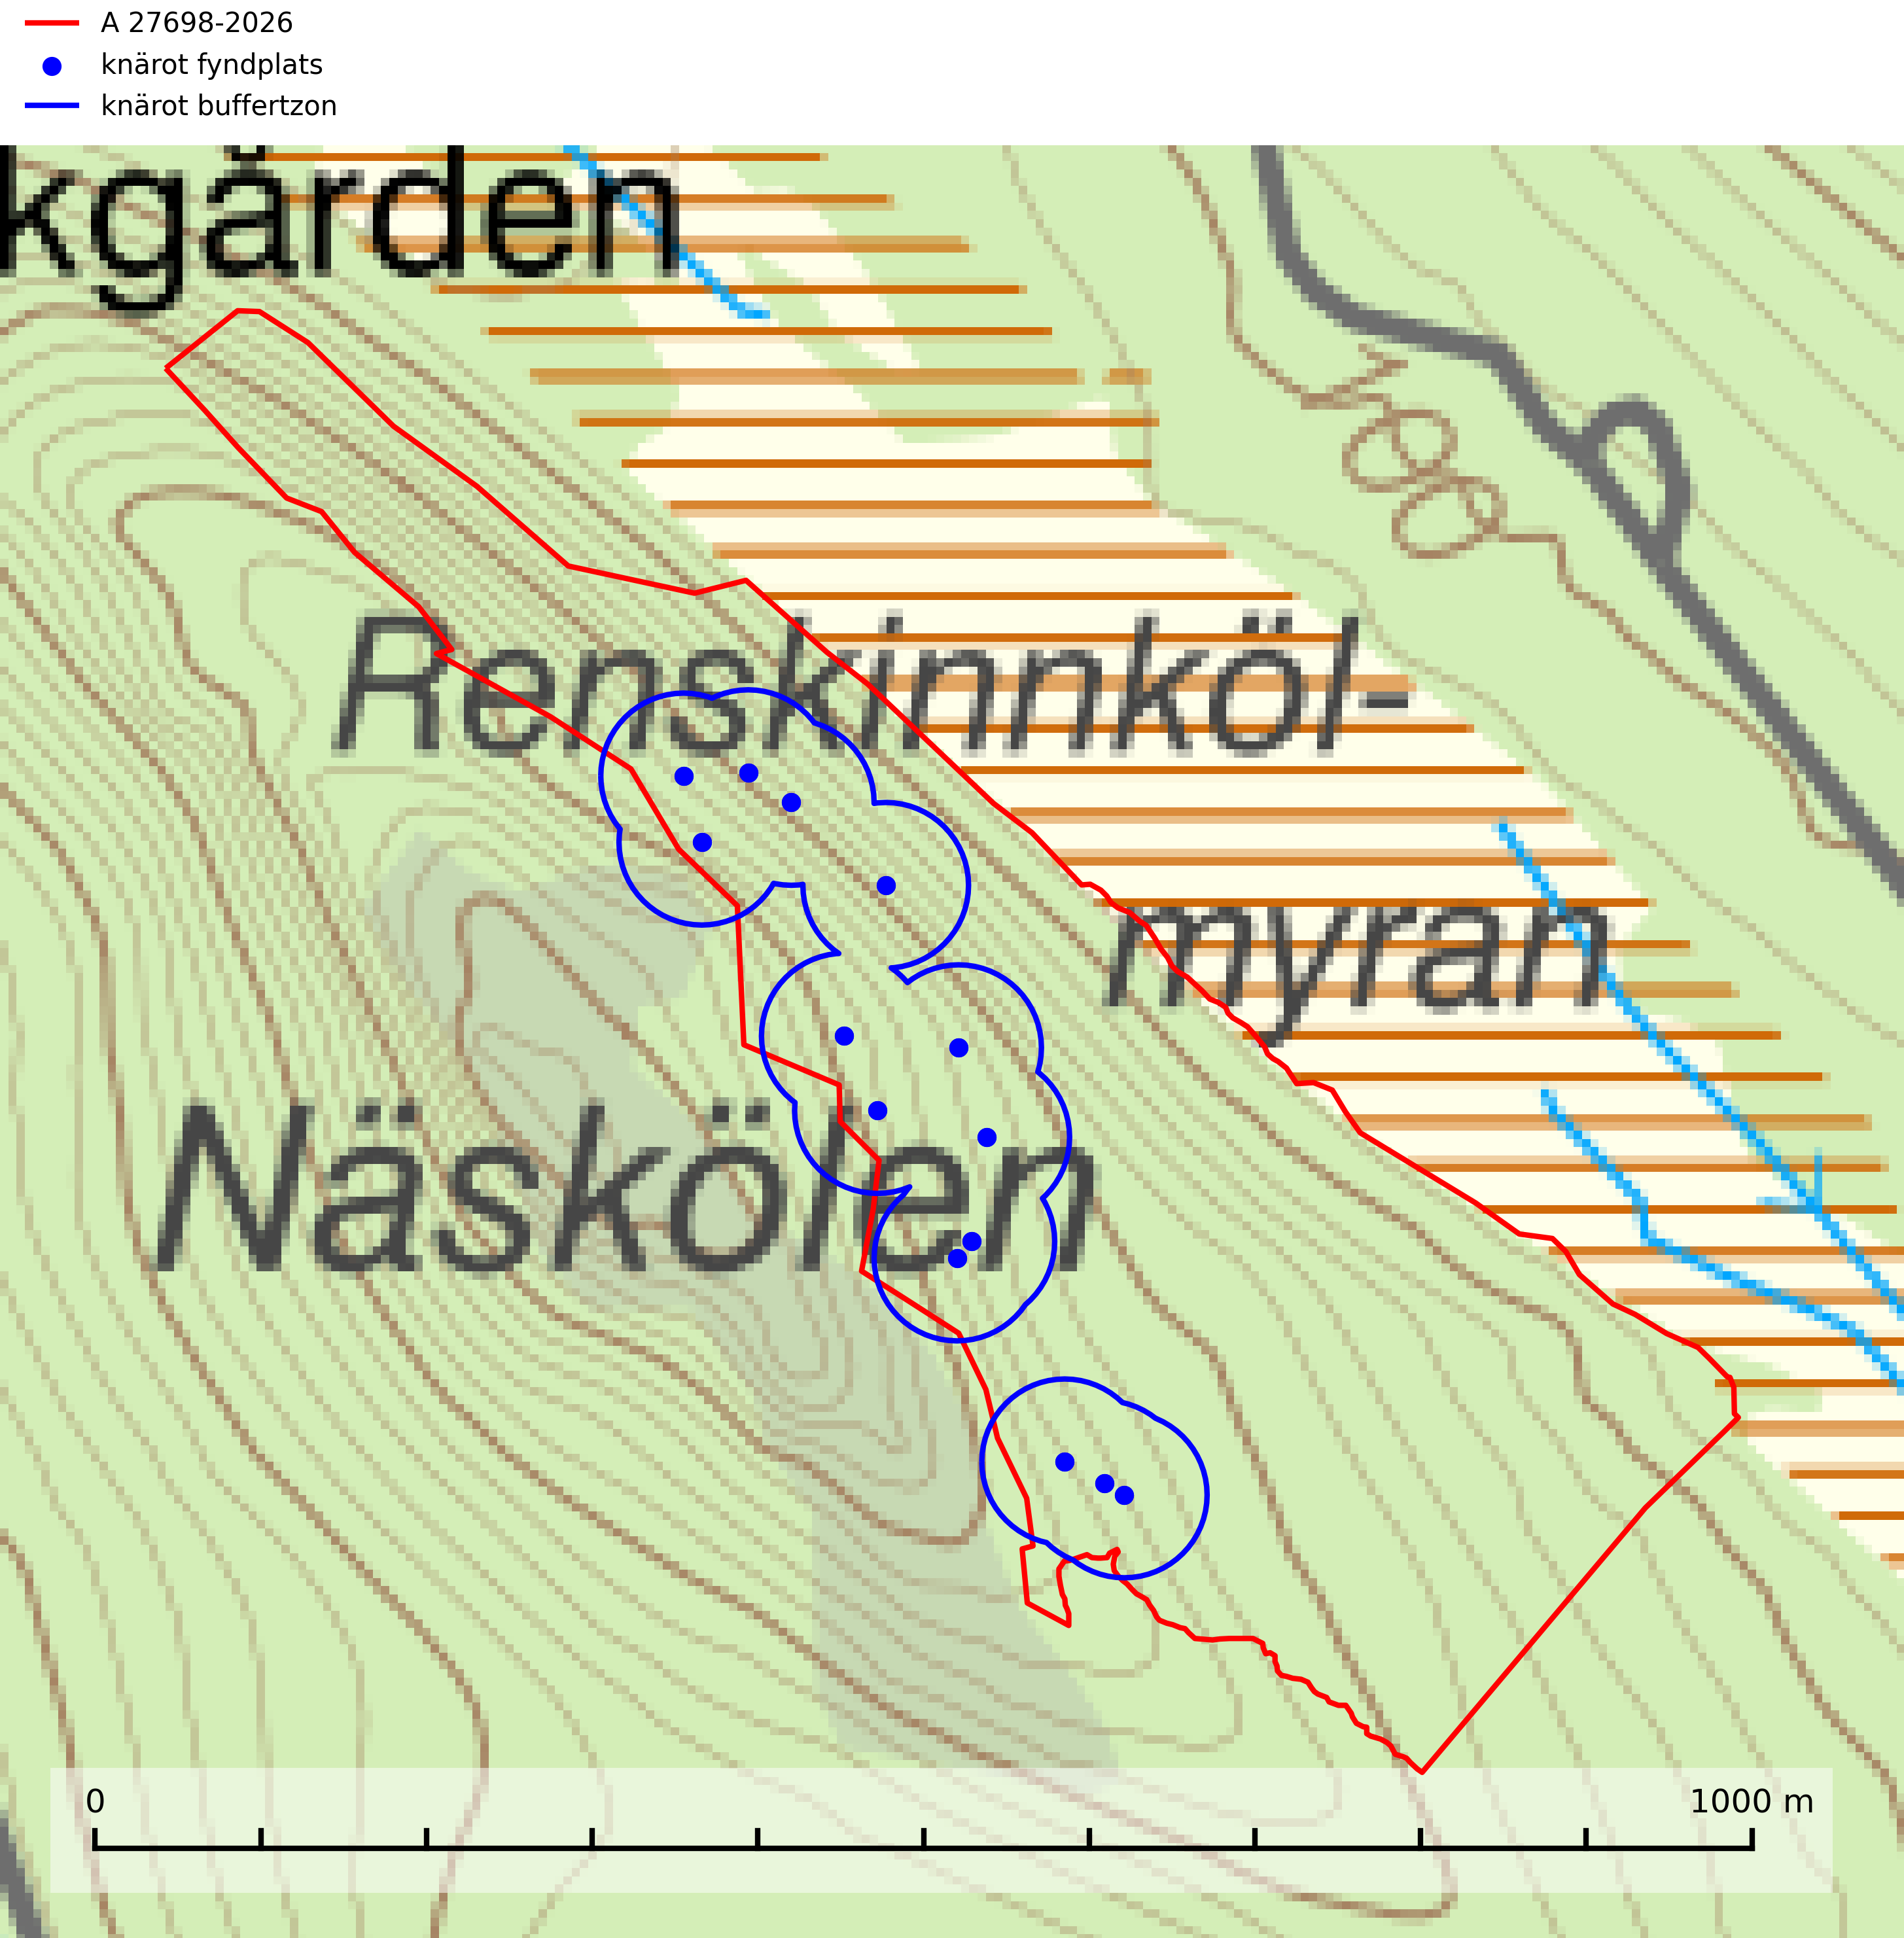 A 27698-2026
knärot fyndplats
knärot buffertzon
kgården
Renskinnköl-
myran
Näskölen
0 1000 m